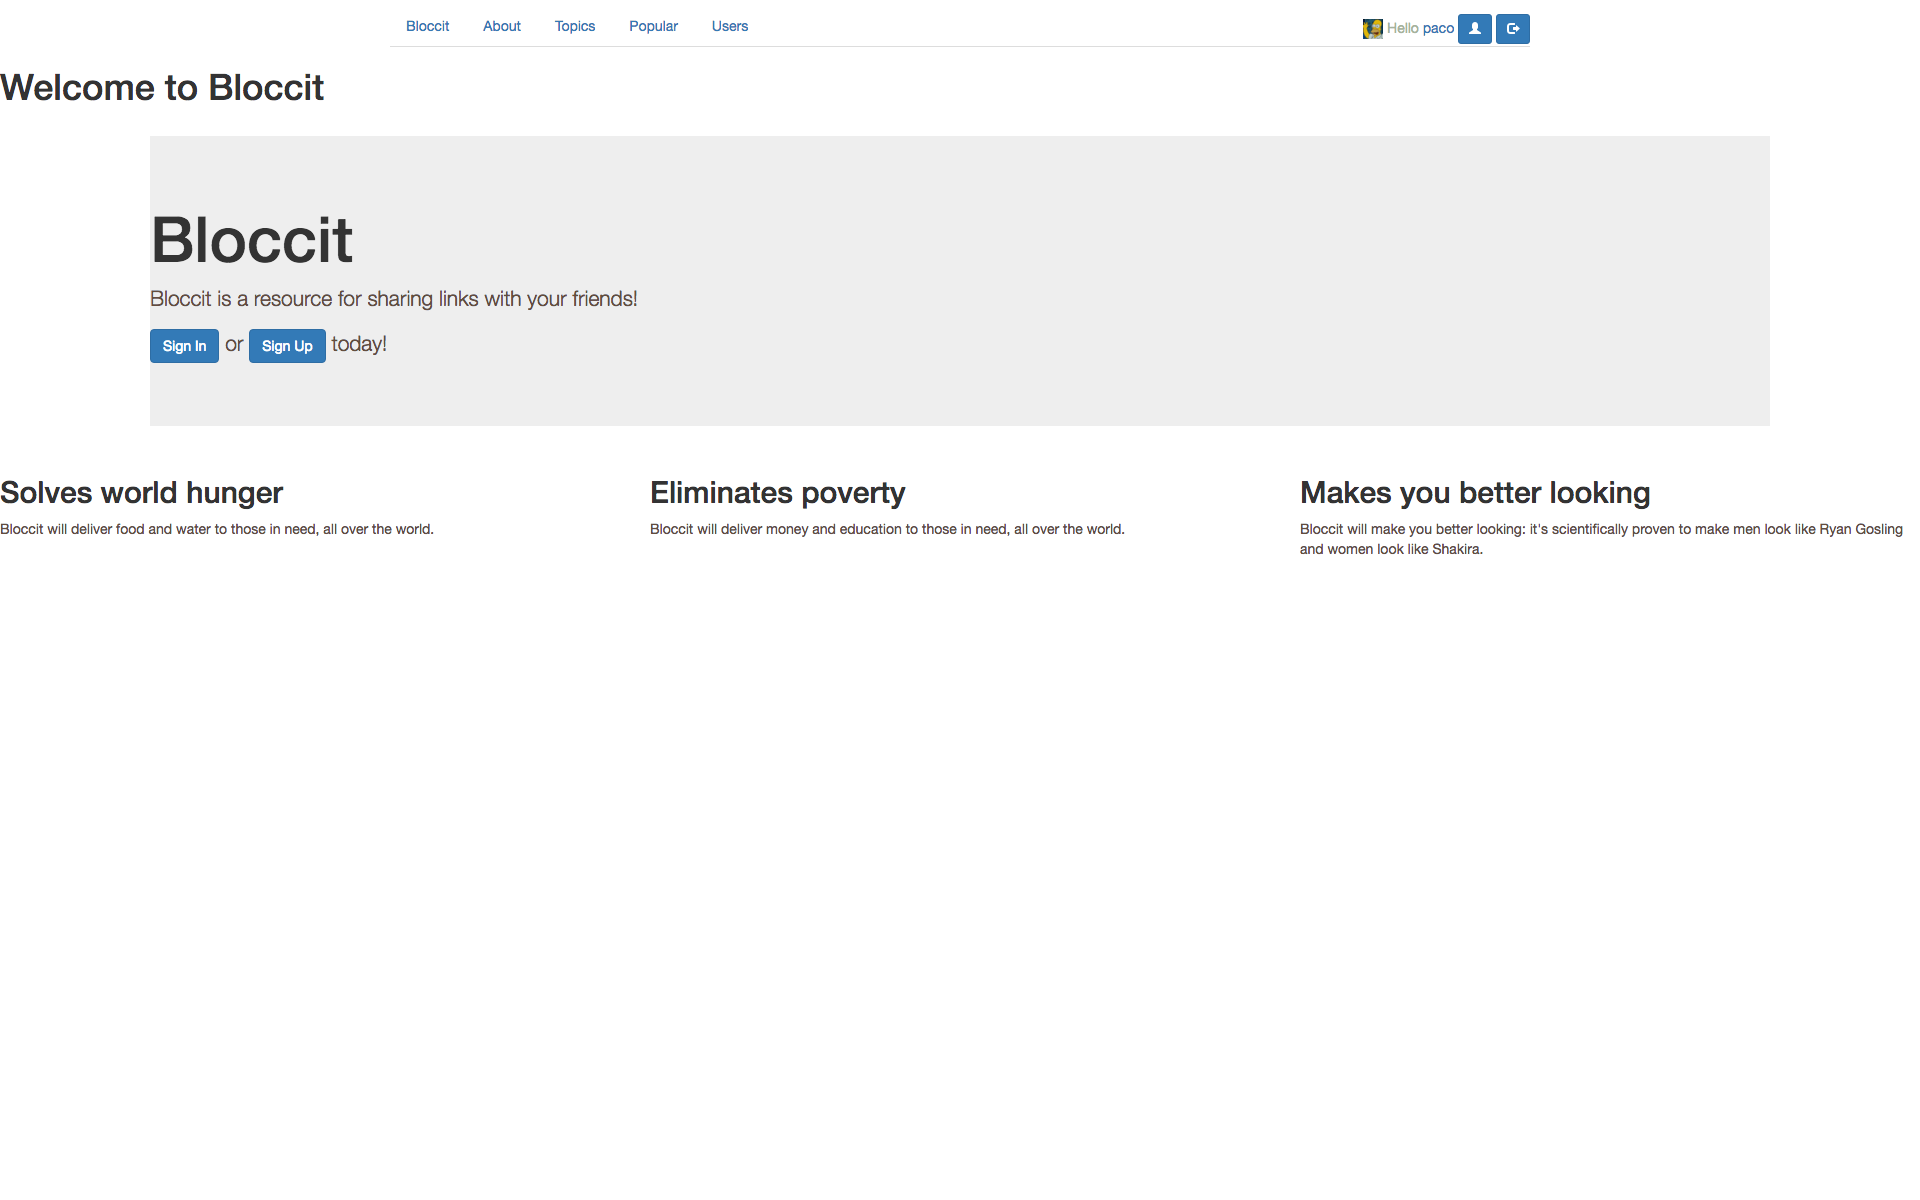 Bloccit About Topics Popular Users Hello paco
Welcome to Bloccit
Bloccit
Bloccit is a resource for sharing links with your friends!
Sign In or Sign Up today!
Solves world hunger
Bloccit will deliver food and water to those in need, all over the world.
Eliminates poverty
Bloccit will deliver money and education to those in need, all over the world.
Makes you better looking
Bloccit will make you better looking: it's scientifically proven to make men look like Ryan Gosling
and women look like Shakira.